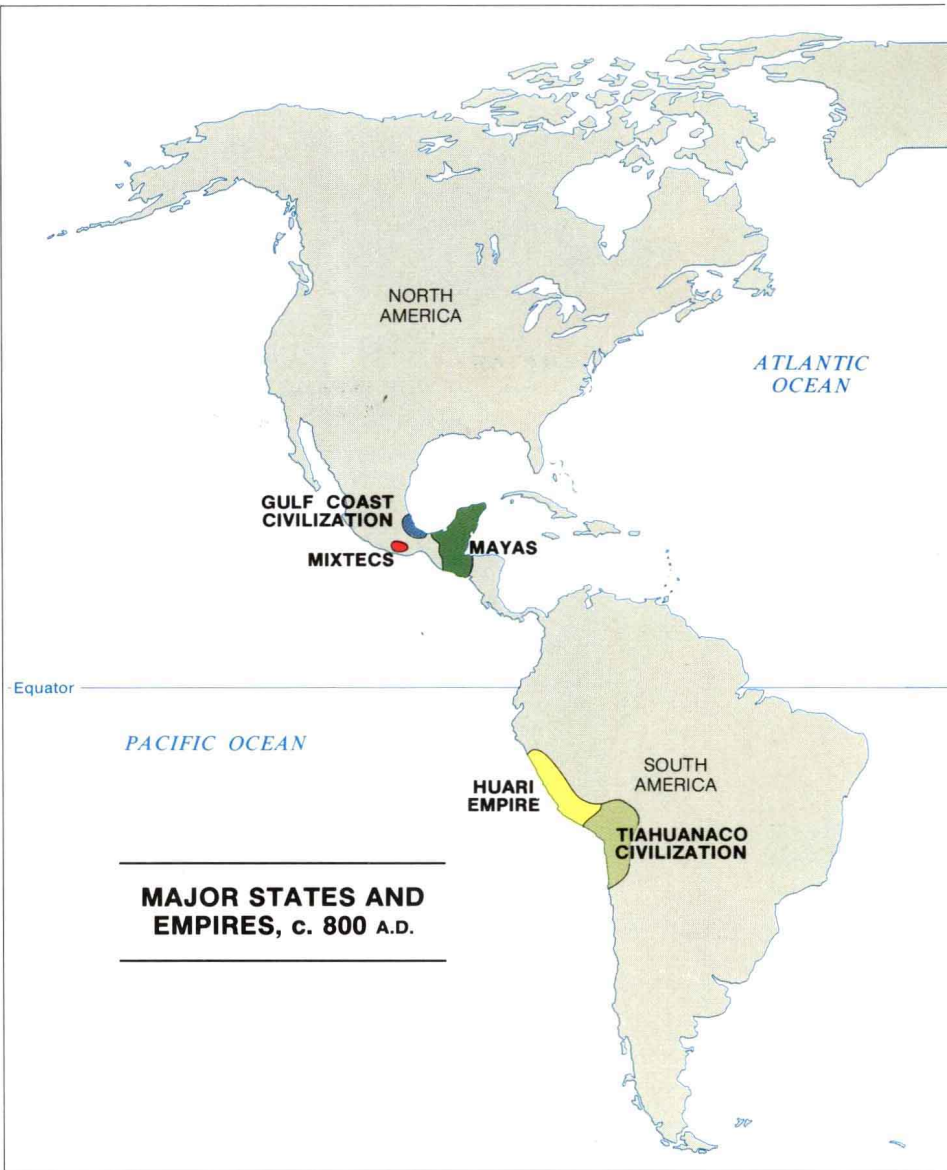 NORTH
AMERICA
ATLANTIC
OCEAN
GULF COAST
CIVILIZATION
MIXTECS
MAYAS
Equator
PACIFIC OCEAN
HUARI
EMPIRE
SOUTH
AMERICA
TIAHUANACO
CIVILIZATION
MAJOR STATES AND
EMPIRES, c. 800 A.D.